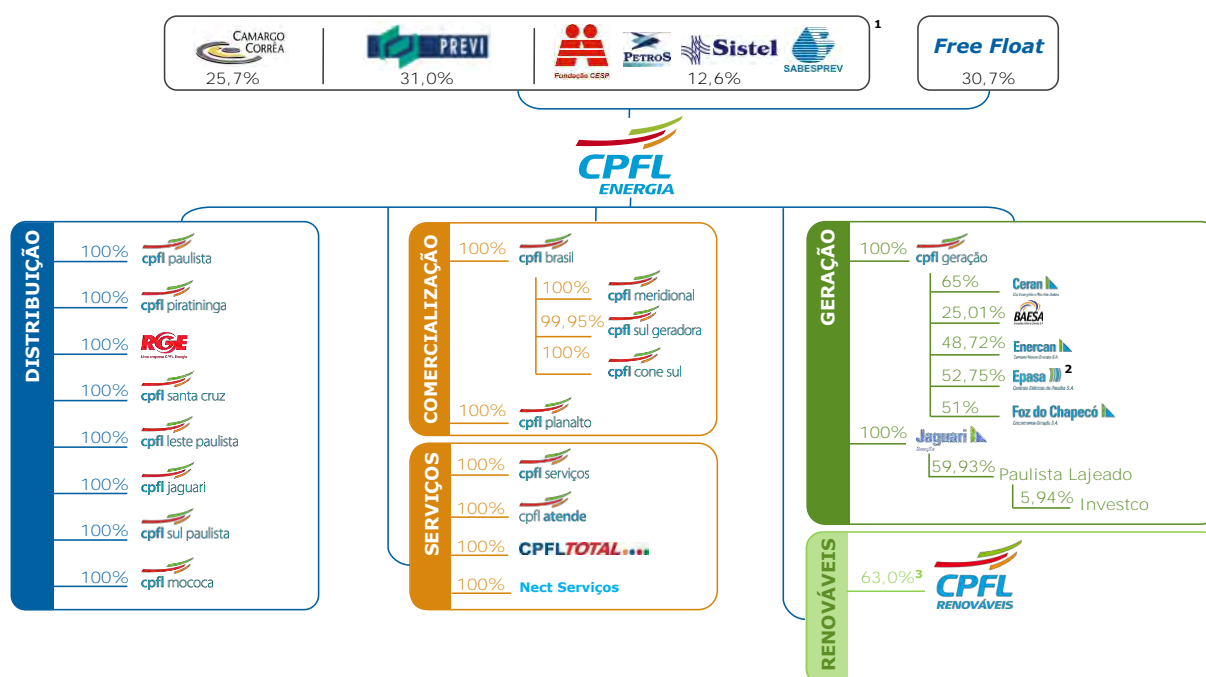 CAMARGO
CORRÊA
25,7%
PREVI
31,0%
Fundação CESP
PETROS
Sistel
SABESPREV
12,6%
1
Free Float
30,7%
CPFL
ENERGIA
DISTRIBUIÇÃO
100% cpfl paulista
100% cpfl piratininga
100% RGE
Uma empresa CPFL Energia
100% cpfl santa cruz
100% cpfl leste paulista
100% cpfl jaguari
100% cpfl sul paulista
100% cpfl mococa
COMERCIALIZAÇÃO
100% cpfl brasil
100% cpfl meridional
99,95% cpfl sul geradora
100% cpfl cone sul
100% cpfl planalto
SERVIÇOS
100% cpfl serviços
100% cpfl atende
100% CPFLTOTAL
100% Nect Serviços
GERAÇÃO
100% cpfl geração
65% Ceran
25,01% BAESA
48,72% Enercan
52,75% Epasa 2
51% Foz do Chapecó
100% Jaguari
59,93% Paulista Lajeado
5,94% Investco
RENOVÁVEIS
63,0%3 CPFL
RENOVÁVEIS